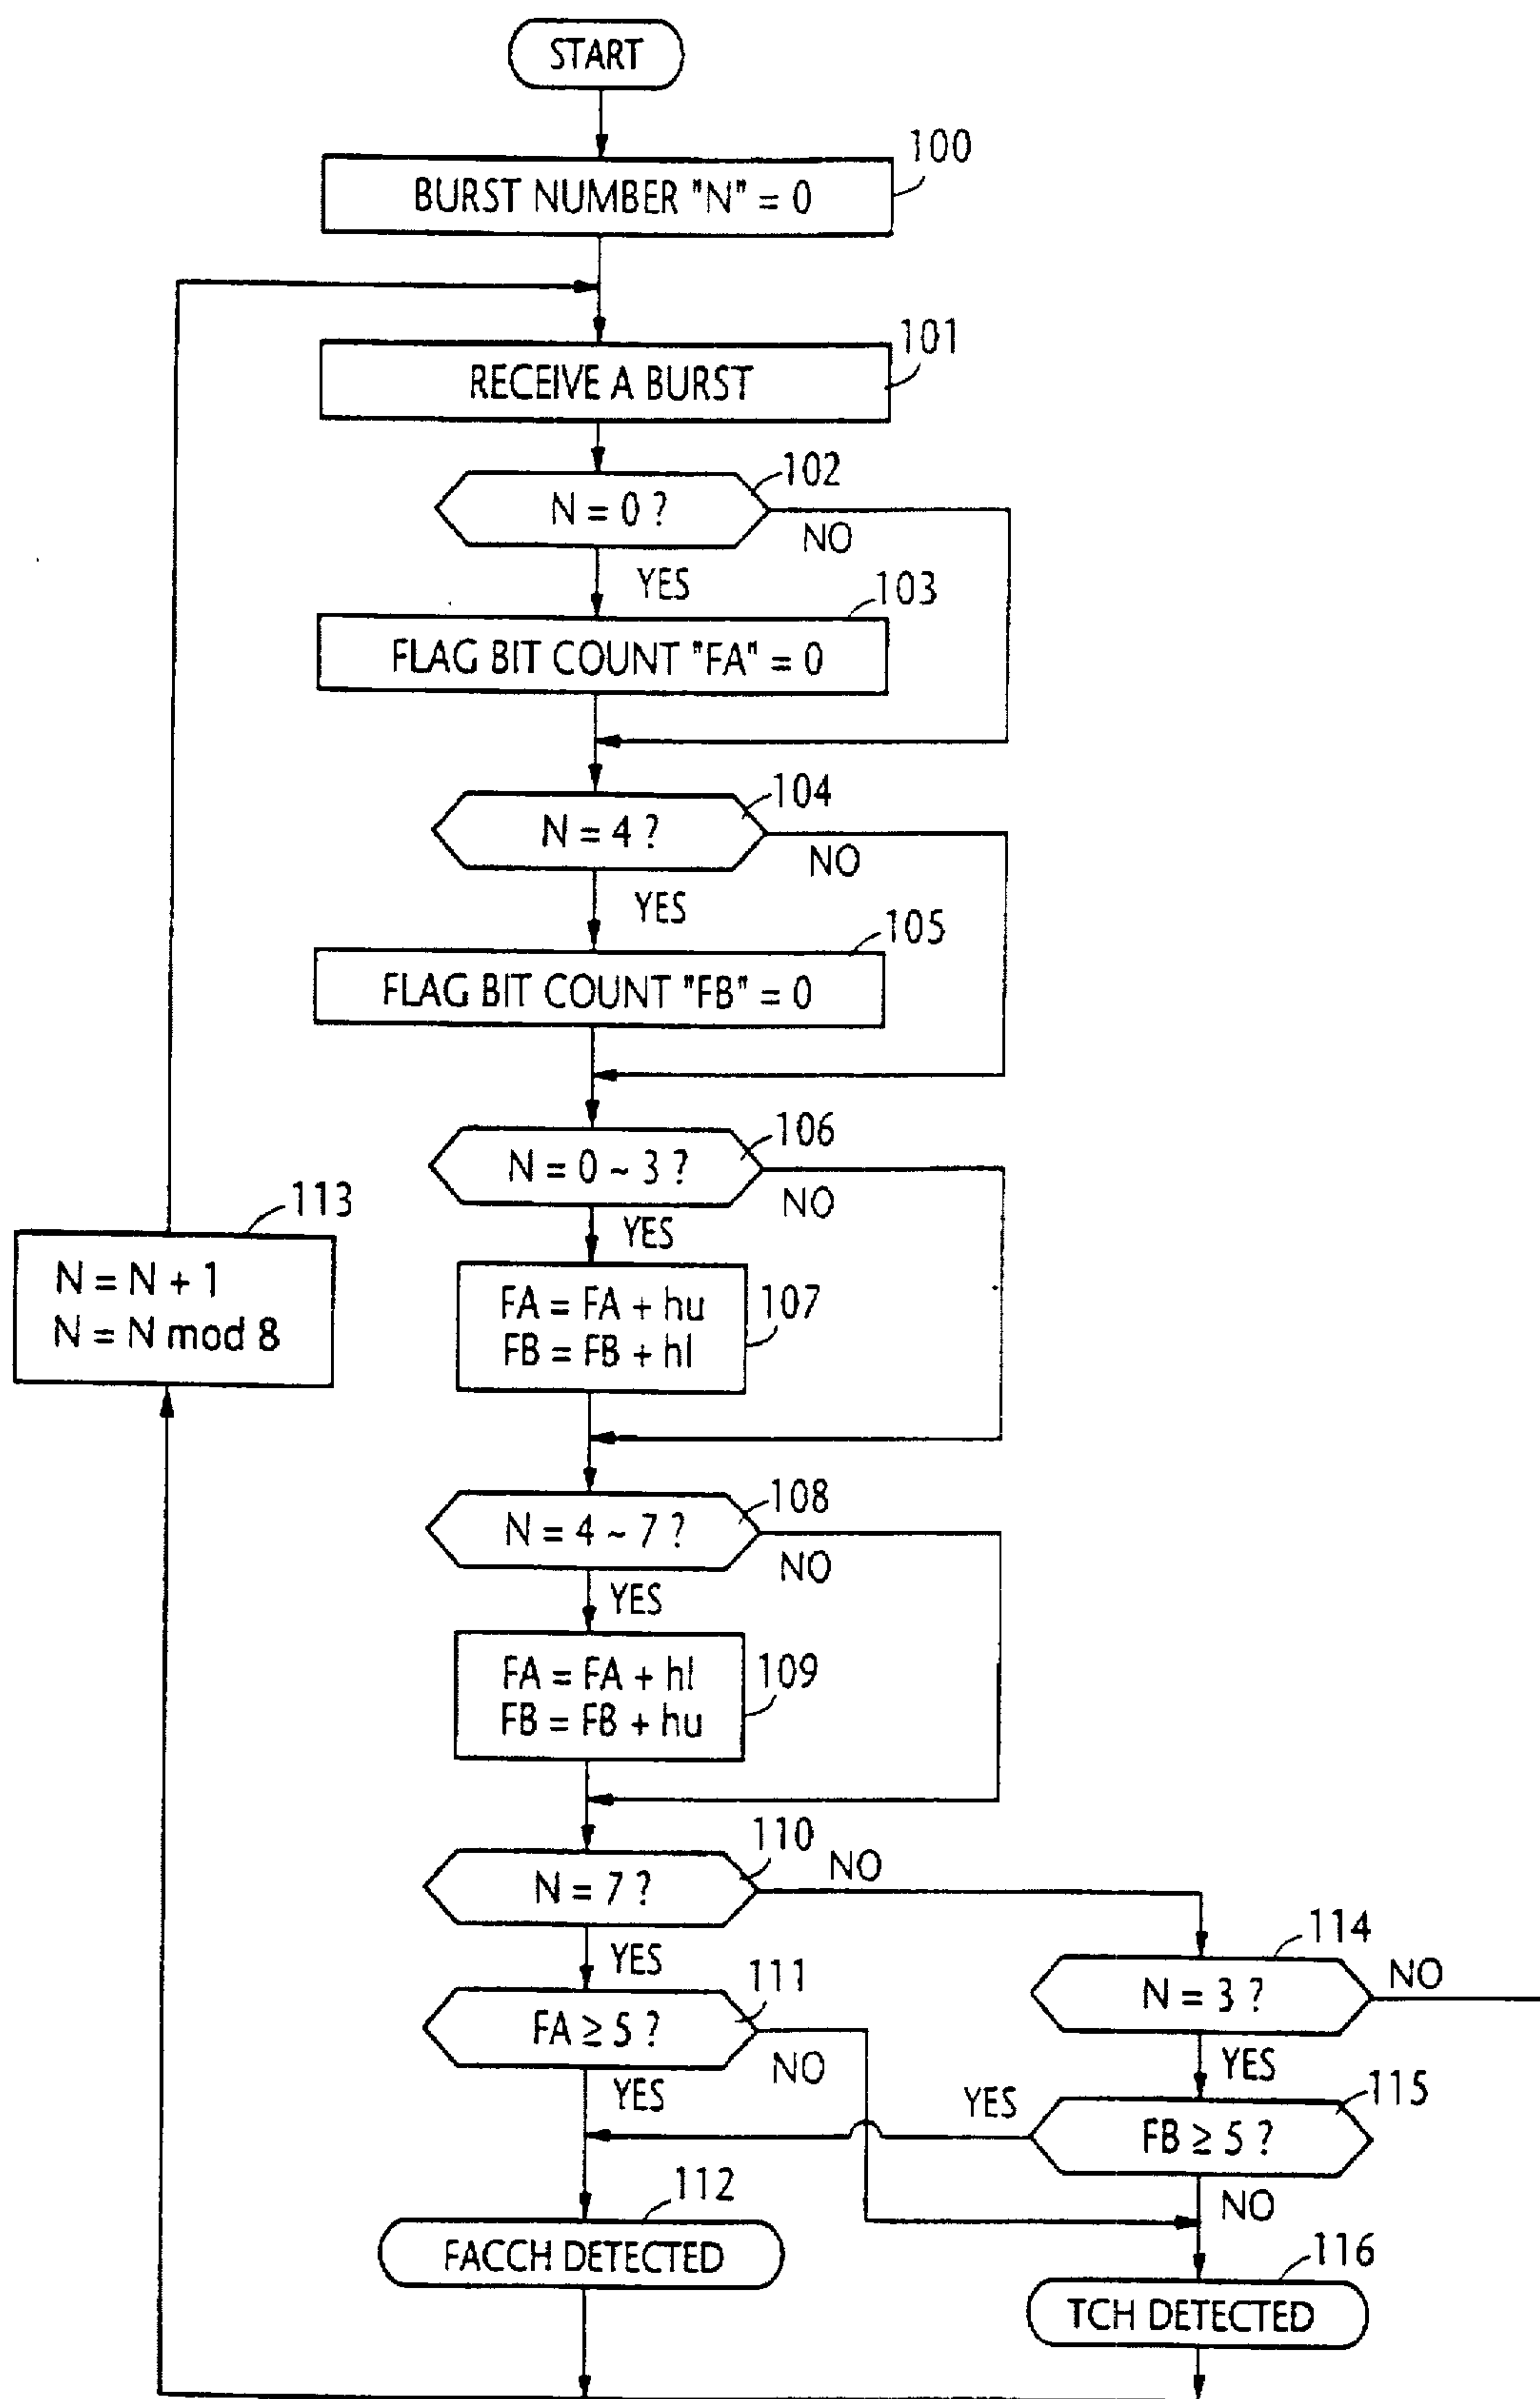 START
100
BURST NUMBER "N" = 0
101
RECEIVE A BURST
102
N = 0 ?
NO
YES
103
FLAG BIT COUNT "FA" = 0
104
N = 4 ?
NO
YES
105
FLAG BIT COUNT "FB" = 0
106
N = 0 ~ 3 ?
NO
YES
113
N = N + 1
N = N mod 8
107
FA = FA + hu
FB = FB + hl
108
N = 4 ~ 7 ?
NO
YES
109
FA = FA + hl
FB = FB + hu
110
N = 7 ?
NO
YES
114
N = 3 ?
NO
YES
111
FA ≥ 5 ?
NO
YES
115
FB ≥ 5 ?
YES
NO
112
FACCH DETECTED
116
TCH DETECTED